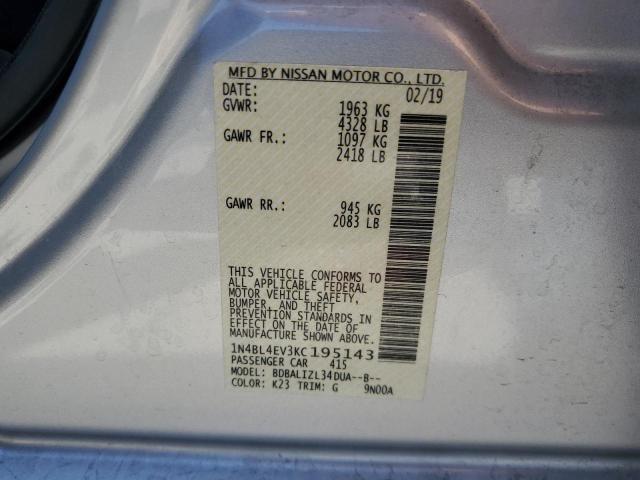 MFD BY NISSAN MOTOR CO., LTD.
DATE: 02/19
GVWR: 1963 KG
4328 LB
GAWR FR.: 1097 KG
2418 LB
GAWR RR.: 945 KG
2083 LB
THIS VEHICLE CONFORMS TO
ALL APPLICABLE FEDERAL
MOTOR VEHICLE SAFETY,
BUMPER, AND THEFT
PREVENTION STANDARDS IN
EFFECT ON THE DATE OF
MANUFACTURE SHOWN ABOVE.
1N4BL4EV3KC195143
PASSENGER CAR 415
MODEL: BDBALIZL34DUA--B--
COLOR: K23 TRIM: G 9N00A